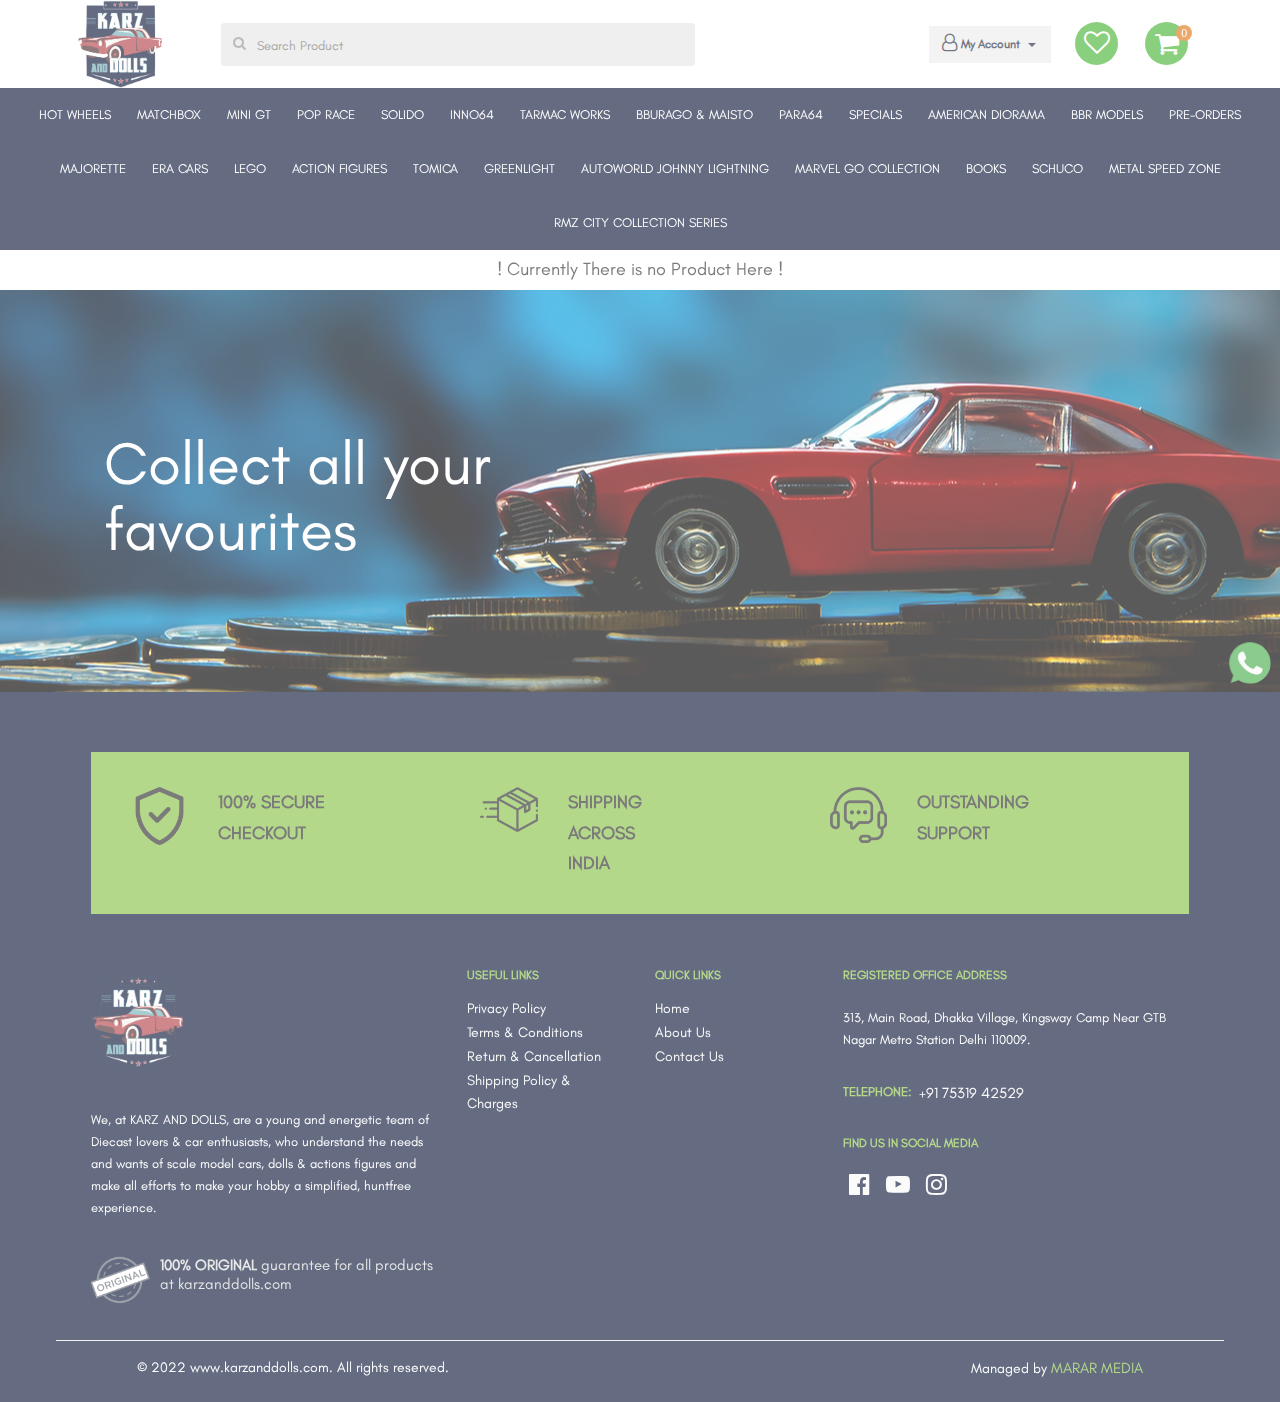 KARZ
AND DOLLS
Search Product
My Account
0
HOT WHEELS MATCHBOX MINI GT POP RACE SOLIDO INNO64 TARMAC WORKS BBURAGO & MAISTO PARA64 SPECIALS AMERICAN DIORAMA BBR MODELS PRE-ORDERS
MAJORETTE ERA CARS LEGO ACTION FIGURES TOMICA GREENLIGHT AUTOWORLD JOHNNY LIGHTNING MARVEL GO COLLECTION BOOKS SCHUCO METAL SPEED ZONE
RMZ CITY COLLECTION SERIES
! Currently There is no Product Here !
Collect all your
favourites
100% SECURE
CHECKOUT
SHIPPING
ACROSS
INDIA
OUTSTANDING
SUPPORT
KARZ
AND DOLLS
We, at KARZ AND DOLLS, are a young and energetic team of
Diecast lovers & car enthusiasts, who understand the needs
and wants of scale model cars, dolls & actions figures and
make all efforts to make your hobby a simplified, huntfree
experience.
ORIGINAL
100% ORIGINAL guarantee for all products
at karzanddolls.com
USEFUL LINKS
Privacy Policy
Terms & Conditions
Return & Cancellation
Shipping Policy &
Charges
QUICK LINKS
Home
About Us
Contact Us
REGISTERED OFFICE ADDRESS
313, Main Road, Dhakka Village, Kingsway Camp Near GTB
Nagar Metro Station Delhi 110009.
TELEPHONE: +91 75319 42529
FIND US IN SOCIAL MEDIA
© 2022 www.karzanddolls.com. All rights reserved.
Managed by MARAR MEDIA